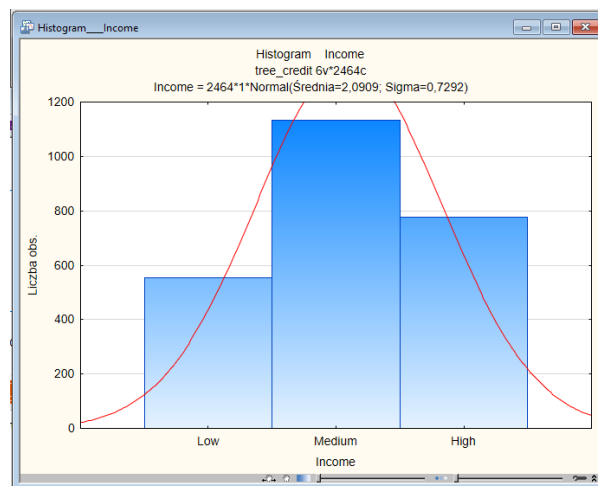 Histogram___Income
Histogram Income
tree_credit 6v*2464c
Income = 2464*1*Normal(Średnia=2,0909; Sigma=0,7292)
1200
1000
800
600
400
200
0
Liczba obs.
Low Medium High
Income